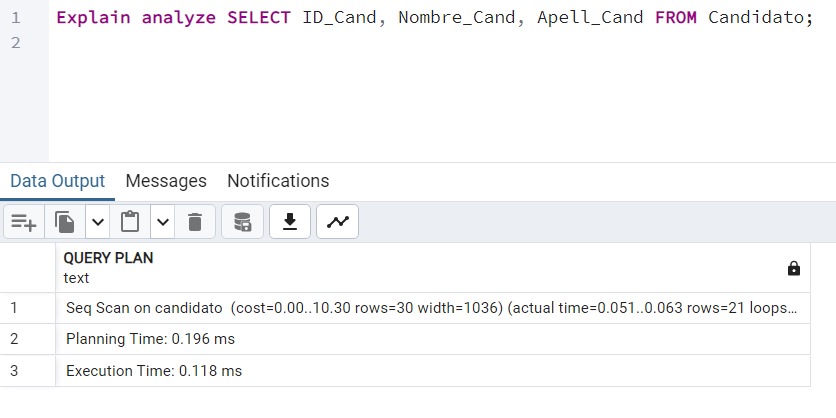 1 Explain analyze SELECT ID_Cand, Nombre_Cand, Apell_Cand FROM Candidato;
2
Data Output Messages Notifications
QUERY PLAN
text
1 Seq Scan on candidato (cost=0.00..10.30 rows=30 width=1036) (actual time=0.051..0.063 rows=21 loops...
2 Planning Time: 0.196 ms
3 Execution Time: 0.118 ms